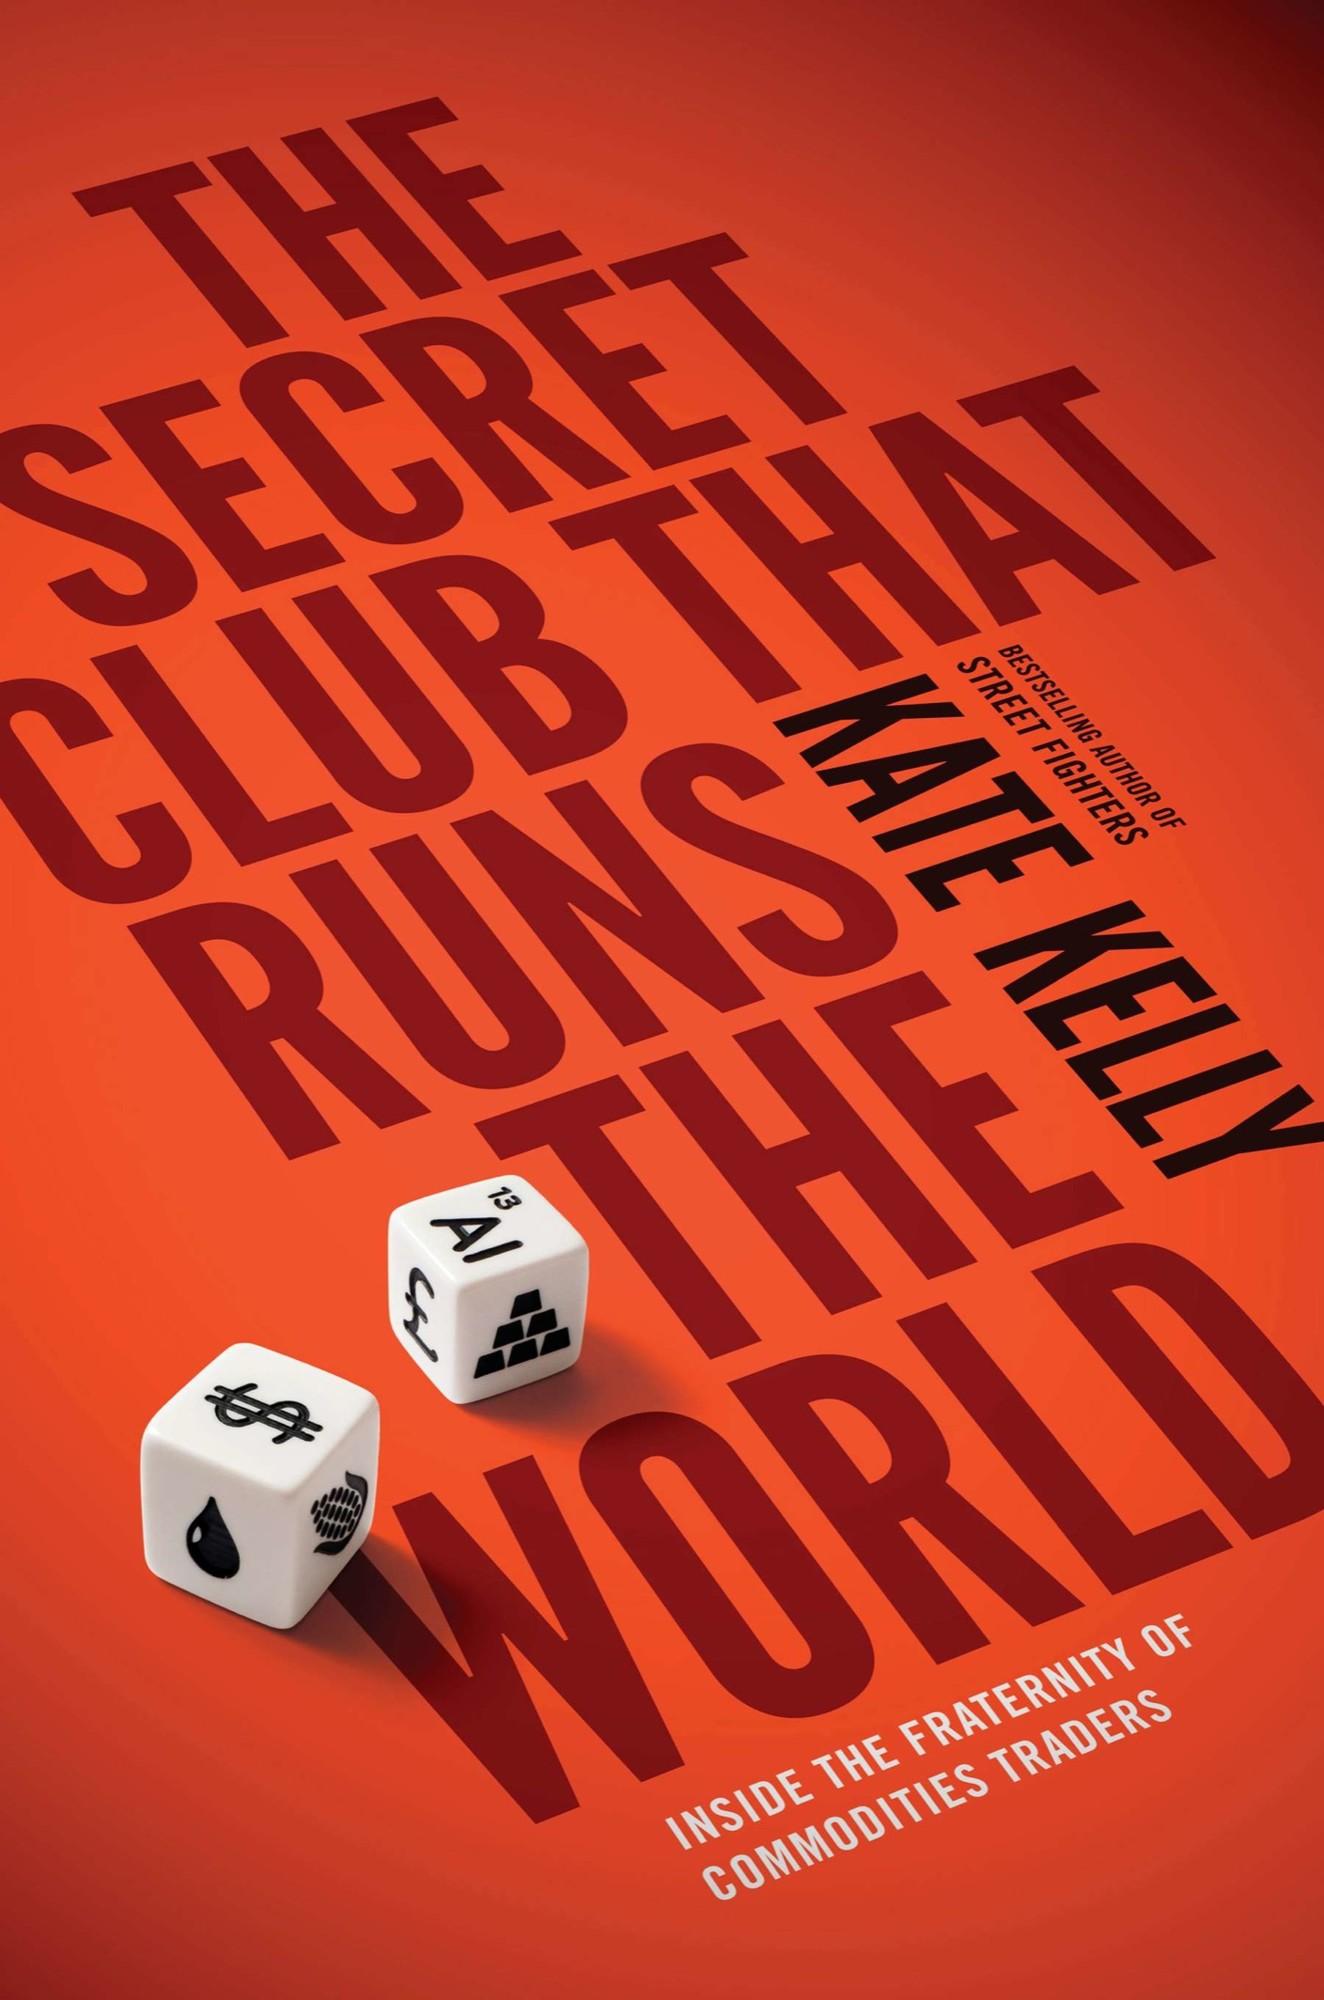 THE
SECRET
CLUB THAT
RUNS
THE
WORLD
BESTSELLING AUTHOR OF
STREET FIGHTERS
KATE KELLY
13
Al
£
$
INSIDE THE FRATERNITY OF
COMMODITIES TRADERS